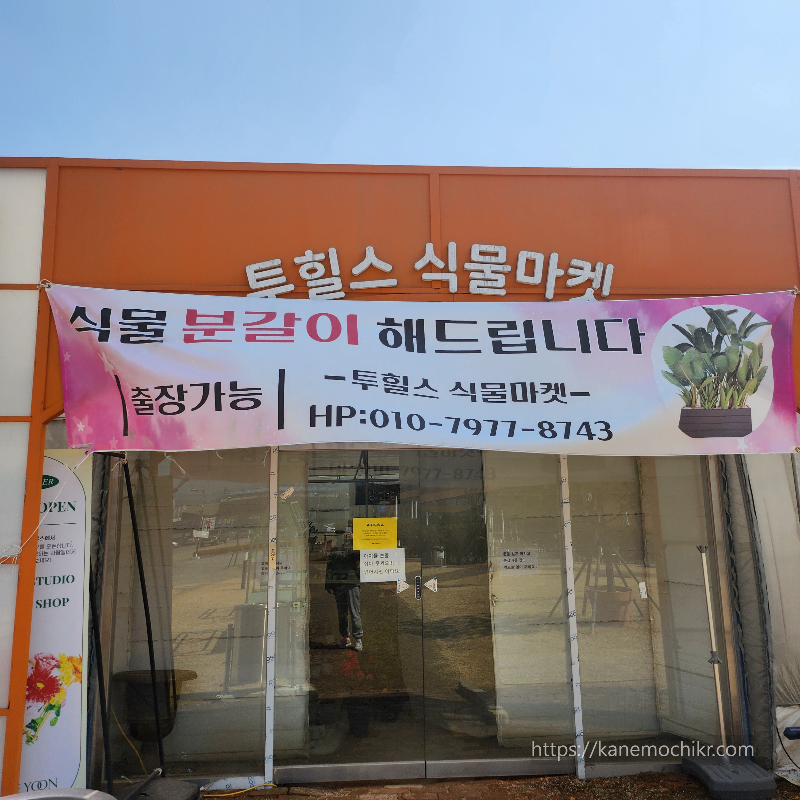 투힐스 식물마켓
식물 분갈이 해드립니다
출장가능
-투힐스 식물마켓-
HP:010-7977-8743
OPEN
STUDIO
SHOP
YOON
https://kanemochikr.com